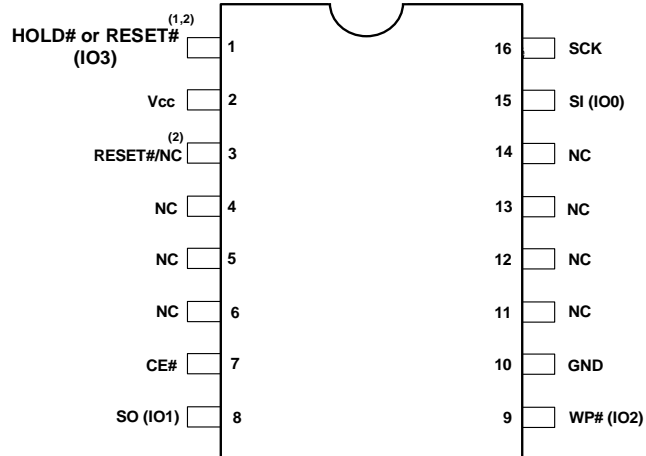 (1,2)
HOLD# or RESET# 1 16 SCK
(IO3)
Vcc 2 15 SI (IO0)
(2)
RESET#/NC 3 14 NC
NC 4 13 NC
NC 5 12 NC
NC 6 11 NC
CE# 7 10 GND
SO (IO1) 8 9 WP# (IO2)